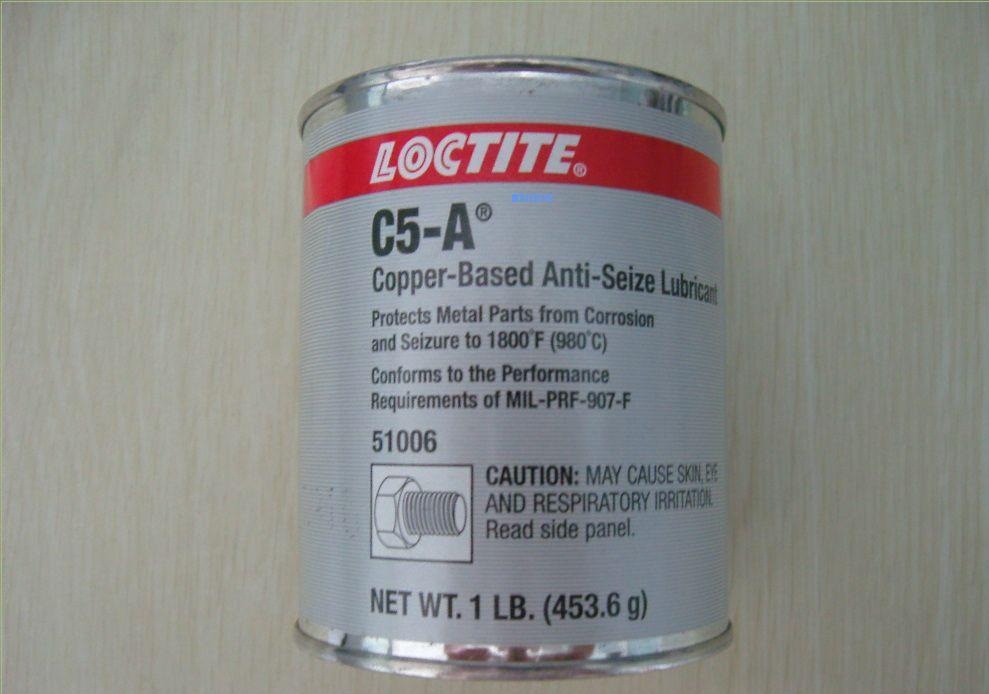 LOCTITE®
C5-A®
Copper-Based Anti-Seize Lubricant
Protects Metal Parts from Corrosion
and Seizure to 1800°F (980°C)
Conforms to the Performance
Requirements of MIL-PRF-907-F
51006
CAUTION: MAY CAUSE SKIN, EYE
AND RESPIRATORY IRRITATION.
Read side panel.
NET WT. 1 LB. (453.6 g)